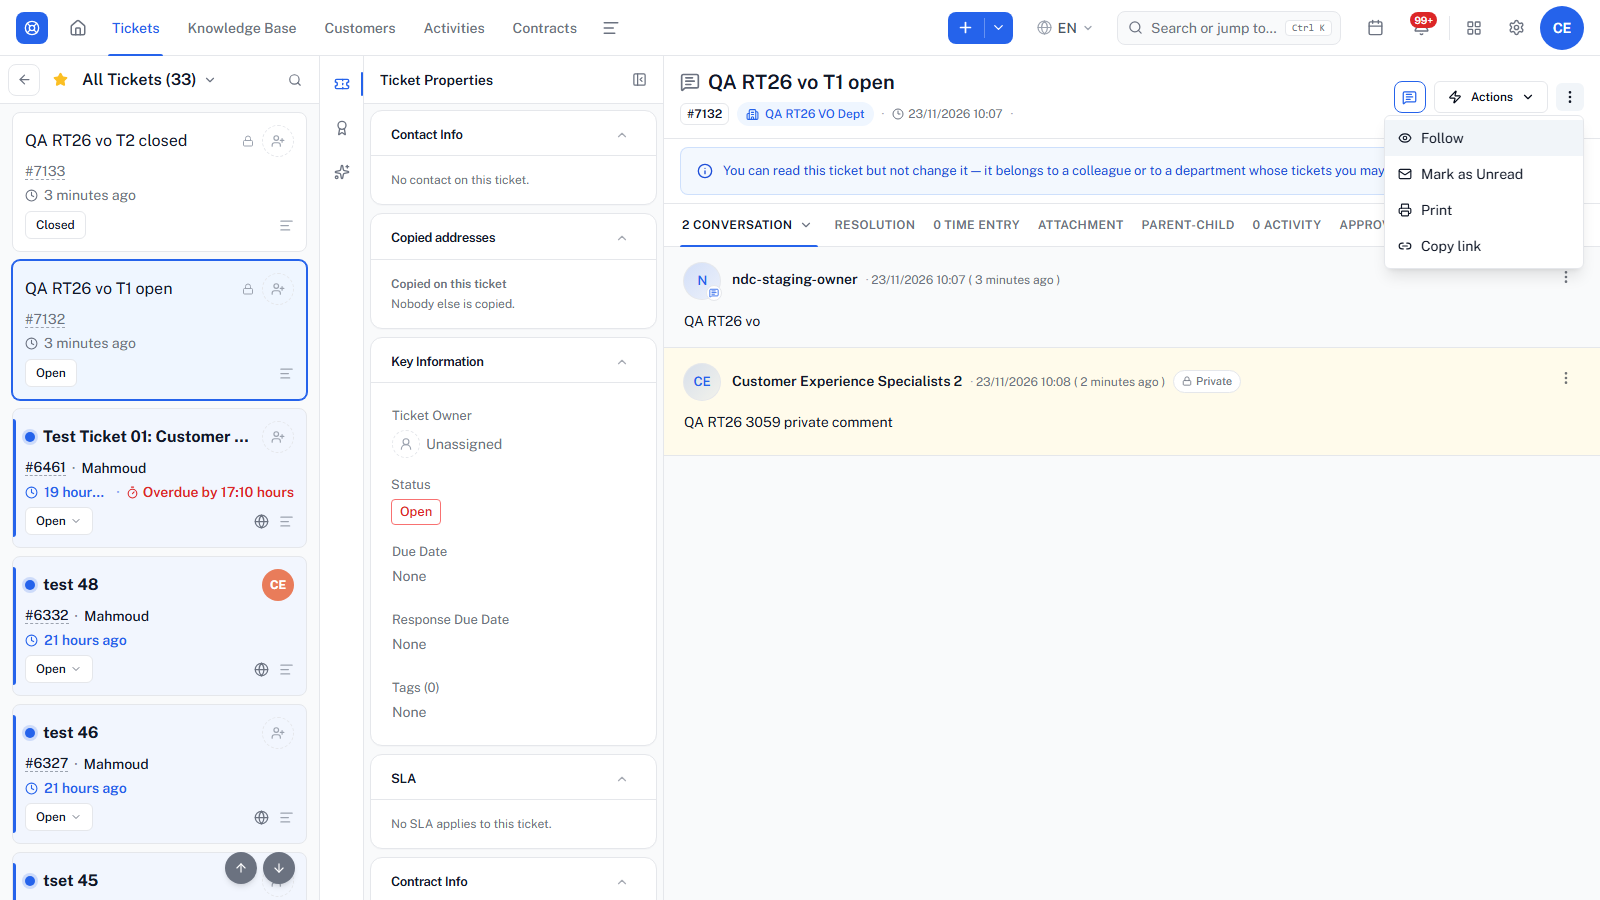 Tickets
Knowledge Base
Customers
Activities
Contracts
EN
Search or jump to...
Ctrl K
99+
CE
All Tickets (33)
QA RT26 vo T2 closed
#7133
3 minutes ago
Closed
QA RT26 vo T1 open
#7132
3 minutes ago
Open
Test Ticket 01: Customer ...
#6461 · Mahmoud
19 hour... · Overdue by 17:10 hours
Open
test 48
CE
#6332 · Mahmoud
21 hours ago
Open
test 46
#6327 · Mahmoud
21 hours ago
Open
tset 45
Ticket Properties
Contact Info
No contact on this ticket.
Copied addresses
Copied on this ticket
Nobody else is copied.
Key Information
Ticket Owner
Unassigned
Status
Open
Due Date
None
Response Due Date
None
Tags (0)
None
SLA
No SLA applies to this ticket.
Contract Info
QA RT26 vo T1 open
#7132
QA RT26 VO Dept
· 23/11/2026 10:07 ·
Actions
Follow
Mark as Unread
Print
Copy link
You can read this ticket but not change it — it belongs to a colleague or to a department whose tickets you may
2 CONVERSATION
RESOLUTION
0 TIME ENTRY
ATTACHMENT
PARENT-CHILD
0 ACTIVITY
APPRO
N
ndc-staging-owner · 23/11/2026 10:07 ( 3 minutes ago )
QA RT26 vo
CE
Customer Experience Specialists 2 · 23/11/2026 10:08 ( 2 minutes ago )
Private
QA RT26 3059 private comment